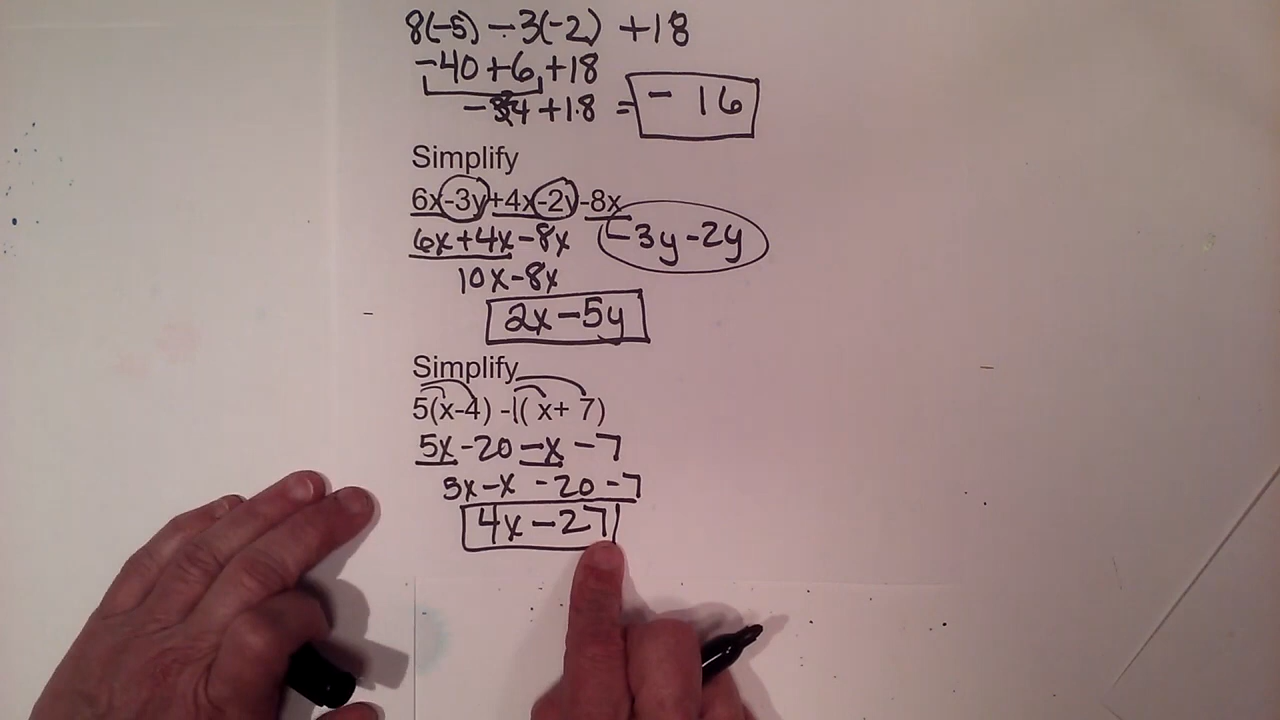 8(-5) -3(-2) +18
-40 +6 +18
-34 +18 = -16
Simplify
6x-3y+4x-2y-8x
6x+4x-8x -3y-2y
10x-8x
2x-5y
Simplify
5(x-4) -1( x+ 7)
5x -20 -x -7
5x-x -20 -7
4x-27